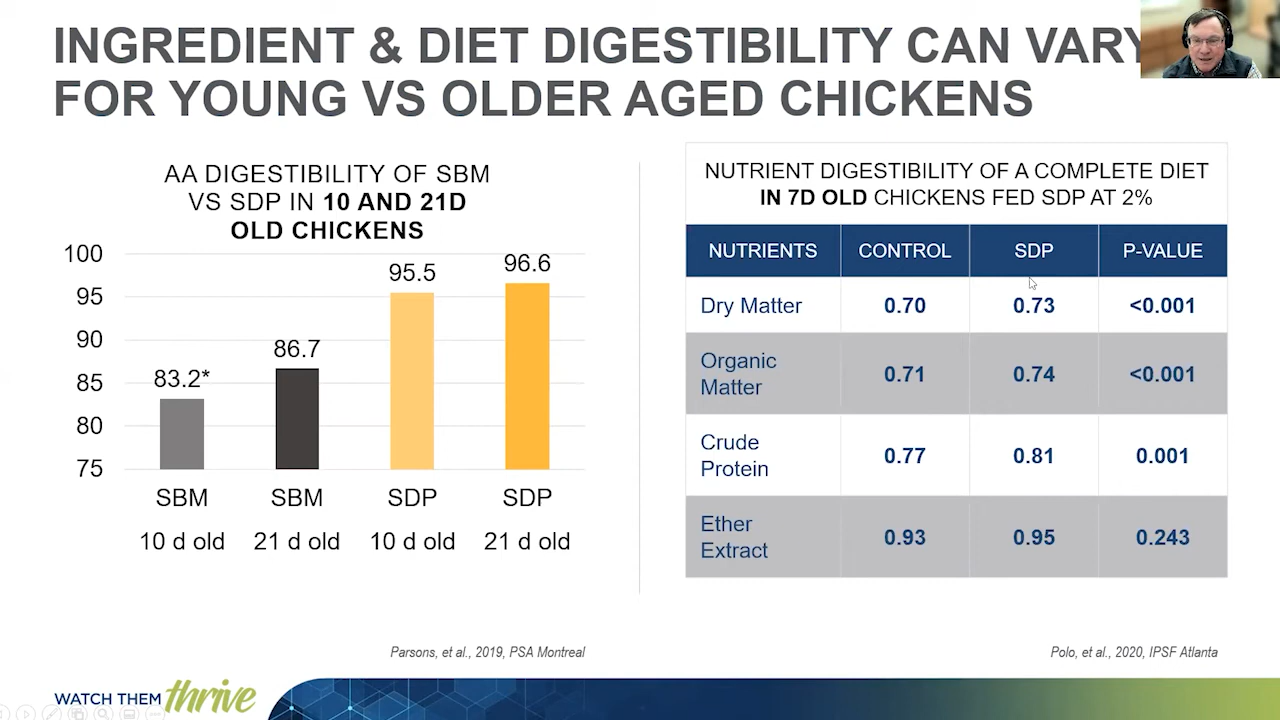 INGREDIENT & DIET DIGESTIBILITY CAN VARY
FOR YOUNG VS OLDER AGED CHICKENS
AA DIGESTIBILITY OF SBM
VS SDP IN 10 AND 21D
OLD CHICKENS
100
95
90
85
80
75
83.2*
86.7
95.5
96.6
SBM SBM SDP SDP
10 d old 21 d old 10 d old 21 d old
Parsons, et al., 2019, PSA Montreal
NUTRIENT DIGESTIBILITY OF A COMPLETE DIET
IN 7D OLD CHICKENS FED SDP AT 2%
NUTRIENTS CONTROL SDP P-VALUE
Dry Matter 0.70 0.73 <0.001
Organic
Matter 0.71 0.74 <0.001
Crude
Protein 0.77 0.81 0.001
Ether
Extract 0.93 0.95 0.243
Polo, et al., 2020, IPSF Atlanta
WATCH THEM thrive